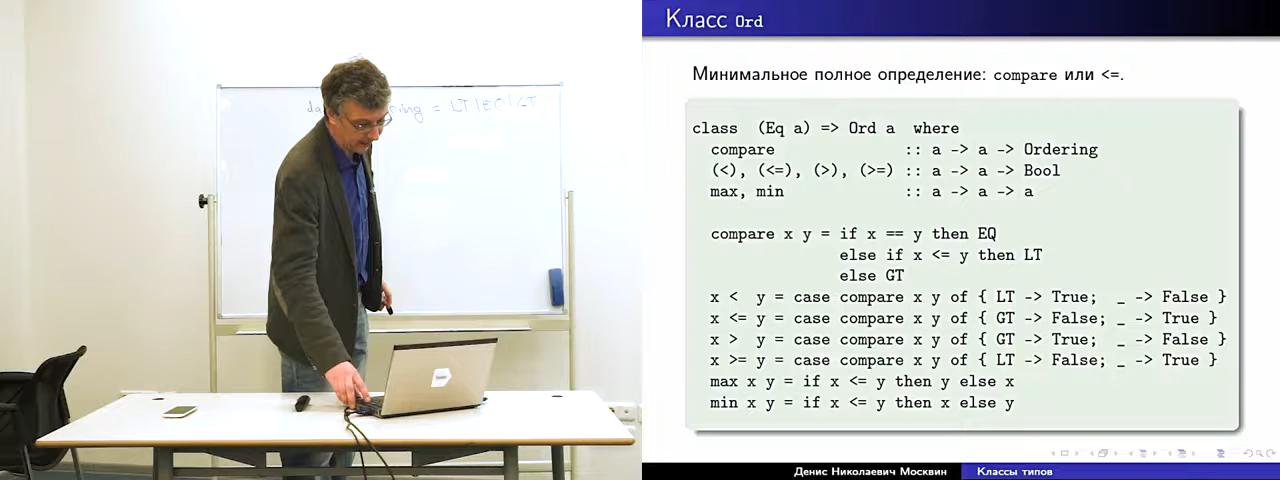 = LT | EQ | GT
Класс Ord
Минимальное полное определение: compare или <=.
class (Eq a) => Ord a where
compare :: a -> a -> Ordering
(<), (<=), (>), (>=) :: a -> a -> Bool
max, min :: a -> a -> a
compare x y = if x == y then EQ
else if x <= y then LT
else GT
x < y = case compare x y of { LT -> True; _ -> False }
x <= y = case compare x y of { GT -> False; _ -> True }
x > y = case compare x y of { GT -> True; _ -> False }
x >= y = case compare x y of { LT -> False; _ -> True }
max x y = if x <= y then y else x
min x y = if x <= y then x else y
Денис Николаевич Москвин
Классы типов